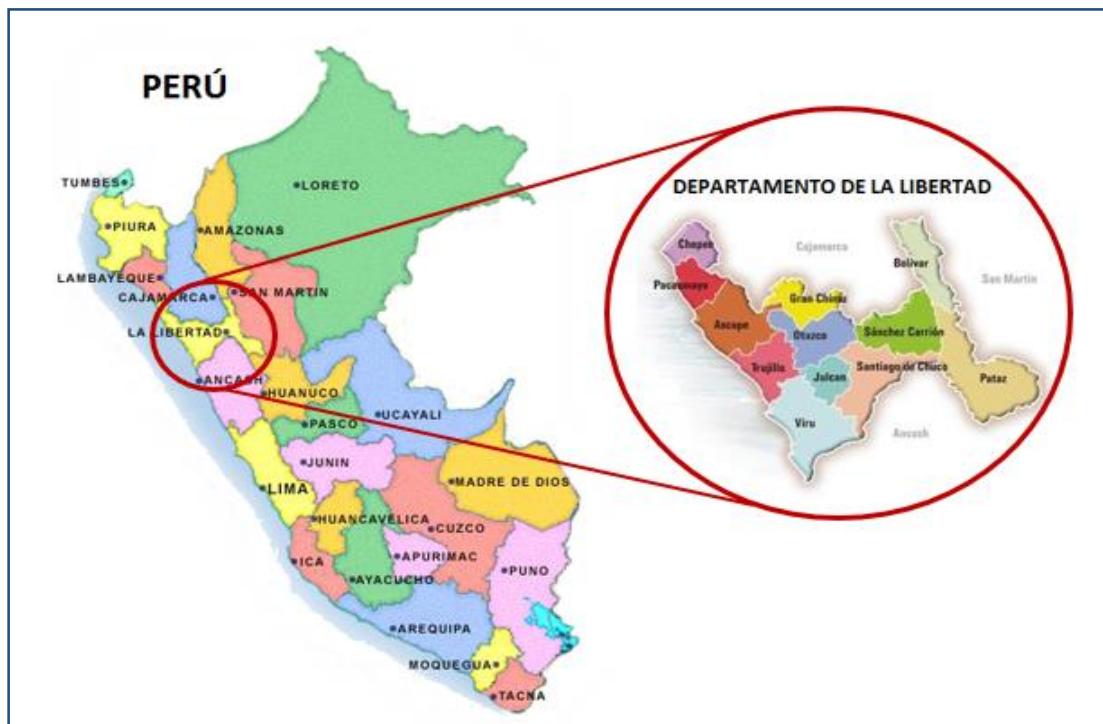 PERÚ
TUMBES
PIURA
LORETO
AMAZONAS
LAMBAYEQUE
CAJAMARCA
SAN MARTIN
LA LIBERTAD
ANCASH
HUANUCO
UCAYALI
PASCO
JUNIN
LIMA
MADRE DE DIOS
HUANCAVELICA
CUZCO
ICA
APURIMAC
AYACUCHO
PUNO
AREQUIPA
MOQUEGUA
TACNA
DEPARTAMENTO DE LA LIBERTAD
Chepen
Cajamarca
Bolívar
San Martín
Pacasmayo
Gran Chimu
Ascope
Otuzco
Sánchez Carrión
Trujillo
Julcan
Santiago de Chuco
Pataz
Viru
Ancash